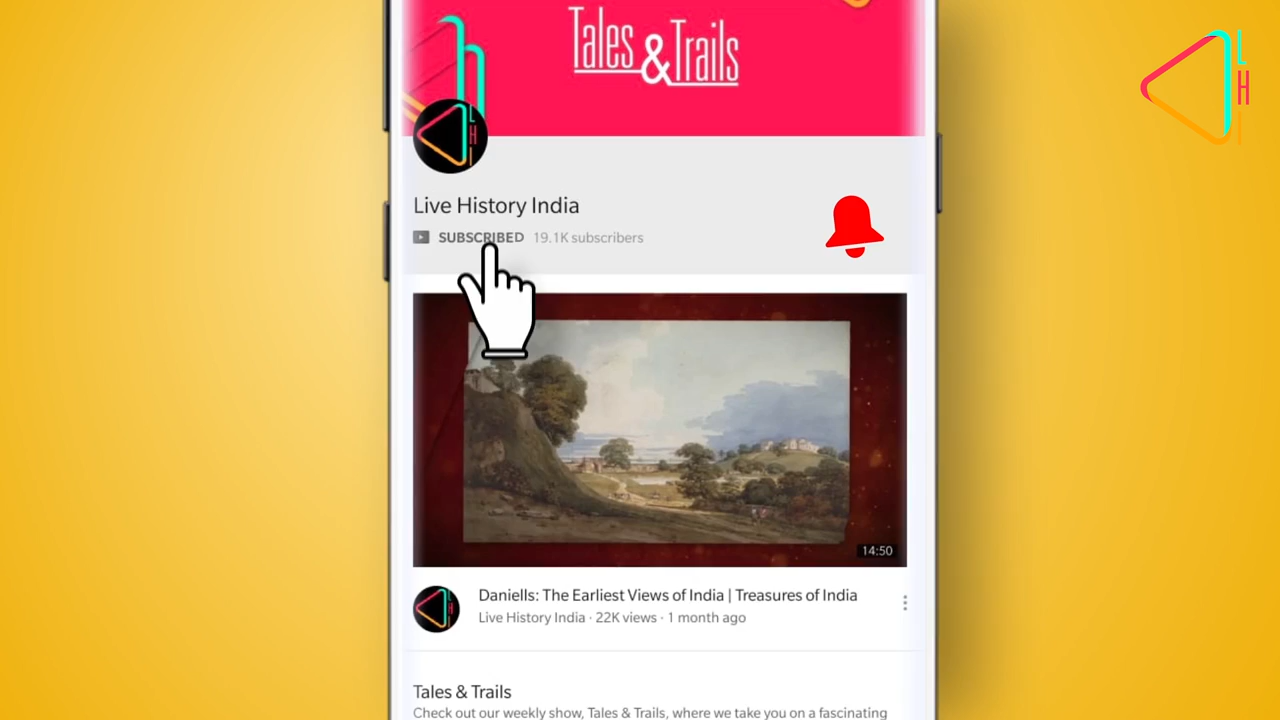 Tales & Trails
L
H
I
L
H
I
Live History India
SUBSCRIBED 19.1K subscribers
14:50
Daniells: The Earliest Views of India | Treasures of India
L
H
I
Live History India · 22K views · 1 month ago
Tales & Trails
Check out our weekly show, Tales & Trails, where we take you on a fascinating